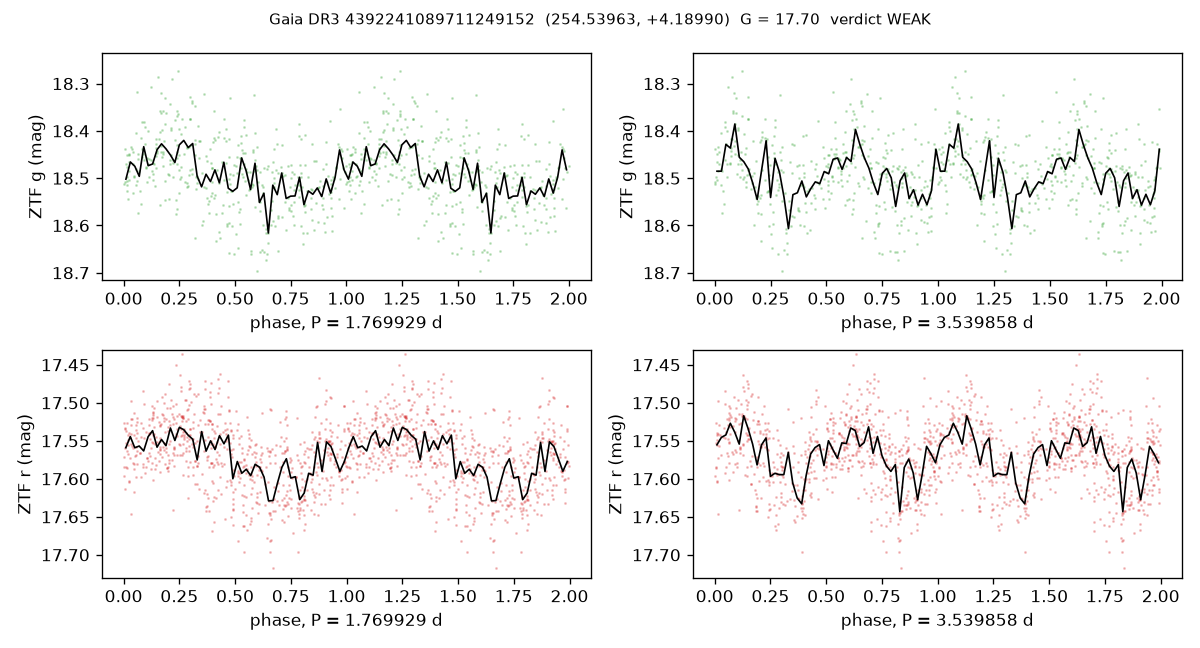 Gaia DR3 4392241089711249152 (254.53963, +4.18990) G = 17.70 verdict WEAK
ZTF g (mag)
18.3
18.4
18.5
18.6
18.7
0.00 0.25 0.50 0.75 1.00 1.25 1.50 1.75 2.00
phase, P = 1.769929 d
ZTF g (mag)
18.3
18.4
18.5
18.6
18.7
0.00 0.25 0.50 0.75 1.00 1.25 1.50 1.75 2.00
phase, P = 3.539858 d
ZTF r (mag)
17.45
17.50
17.55
17.60
17.65
17.70
0.00 0.25 0.50 0.75 1.00 1.25 1.50 1.75 2.00
phase, P = 1.769929 d
ZTF r (mag)
17.45
17.50
17.55
17.60
17.65
17.70
0.00 0.25 0.50 0.75 1.00 1.25 1.50 1.75 2.00
phase, P = 3.539858 d